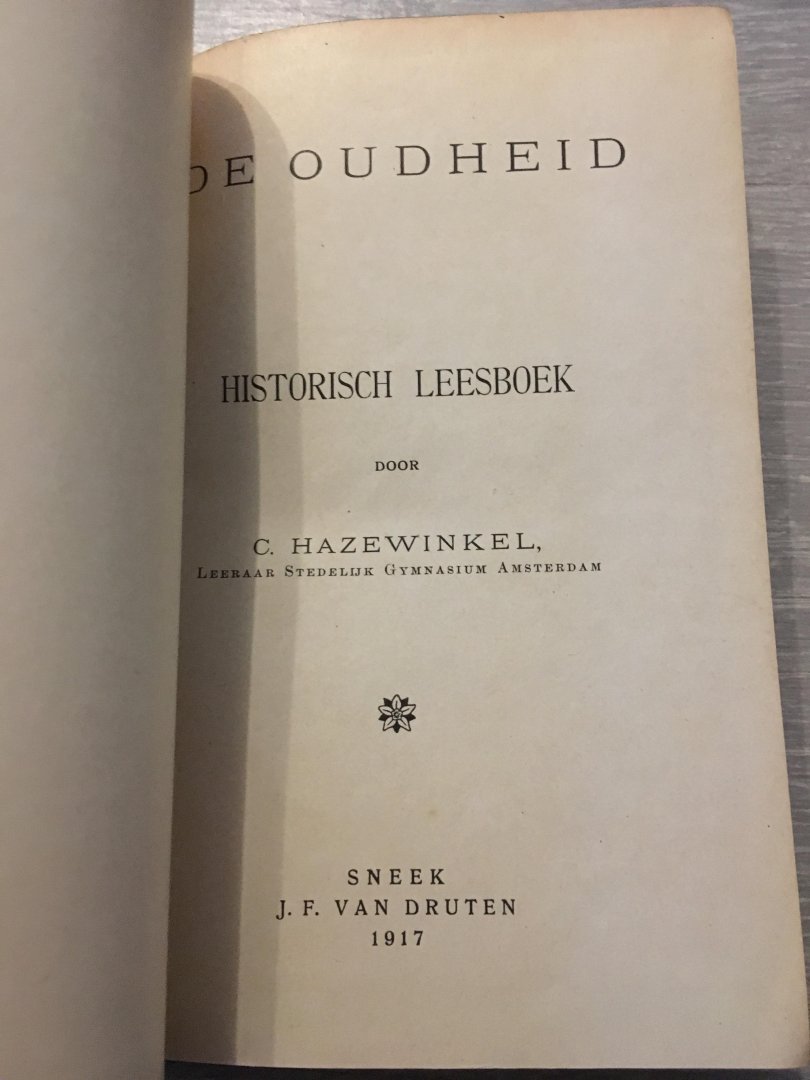 DE OUDHEID
HISTORISCH LEESBOEK
DOOR
C. HAZEWINKEL,
LEERAAR STEDELIJK GYMNASIUM AMSTERDAM
SNEEK
J. F. VAN DRUTEN
1917